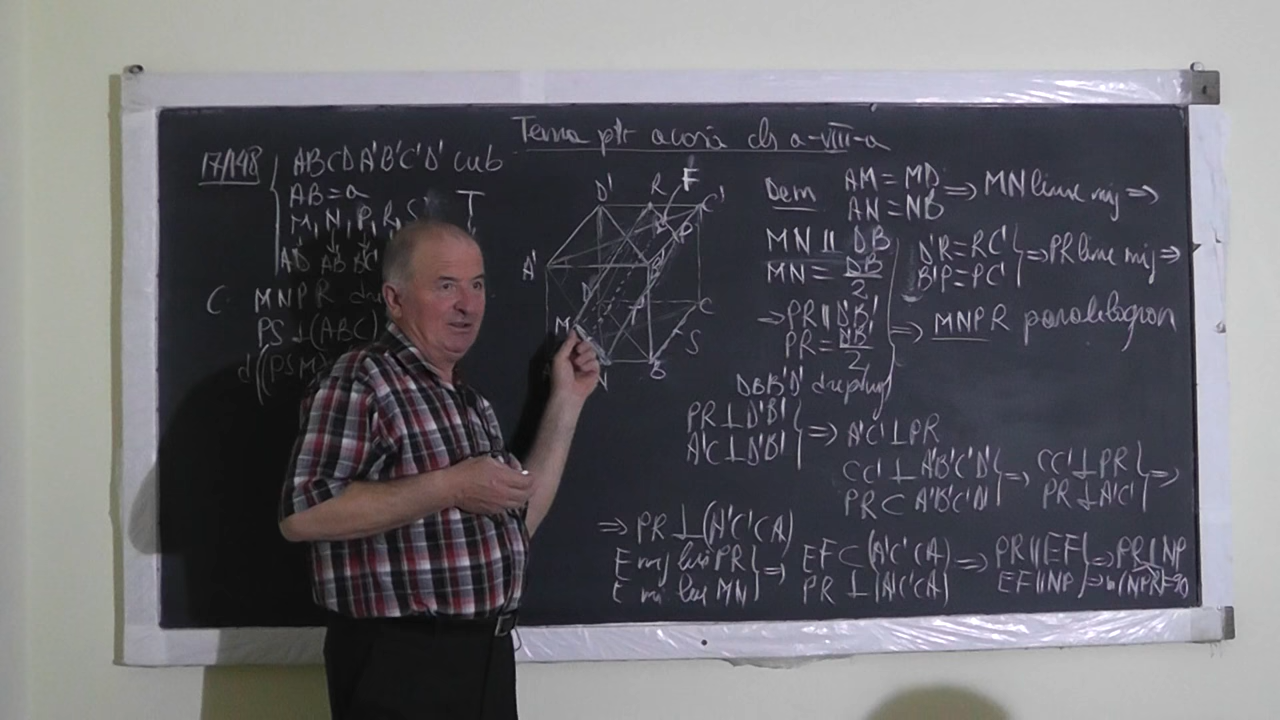 Tema ptr acasă cls a-VIII-a
17/148
ABCDA'B'C'D' cub
AB=a
M, N, P, R, S T
AD AB B'C'
C. MNPR
PS⊥(ABC)
d((PSM)
D' R F C'
A' B' P
D C
M T S
N B
Dem AM=MD
AN=NB
⇒ MN linie mij ⇒
MN || DB
MN = DB/2
D'R=RC'
B'P=PC'
⇒PR linie mij ⇒
⇒PR || D'B'
PR =
/2
⇒ MNPR paralelogram
DBB'D' drept
PR⊥D'B'
A'C'⊥D'B'
⇒ A'C'⊥PR
CC'⊥A'B'C'D'
PR⊂A'B'C'D'
⇒ CC'⊥PR
PR⊥A'C'
⇒
⇒ PR⊥(A'C'CA)
E mij lui PR
mij lui MN
⇒ EF⊂(A'C'CA)
PR⊥(A'C'CA)
⇒ PR EF
EF||NP
⇒PR⊥NP
⇒m(NPR)=90